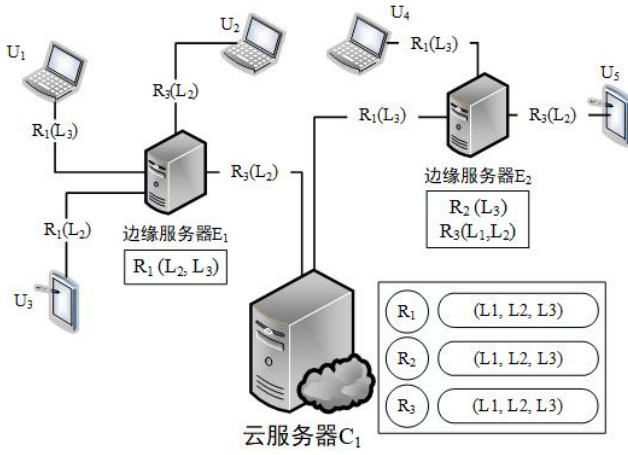 U₁
U₂
U₄
R₁(L₃)
U₅
R₃(L₂)
R₁(L₃)
R₁(L₃)
R₃(L₂)
R₃(L₂)
R₁(L₂)
边缘服务器E₁
R₁ (L₂, L₃)
边缘服务器E₂
R₂ (L₃)
R₃(L₁,L₂)
U₃
R₁ (L1, L2, L3)
R₂ (L1, L2, L3)
R₃ (L1, L2, L3)
云服务器C₁